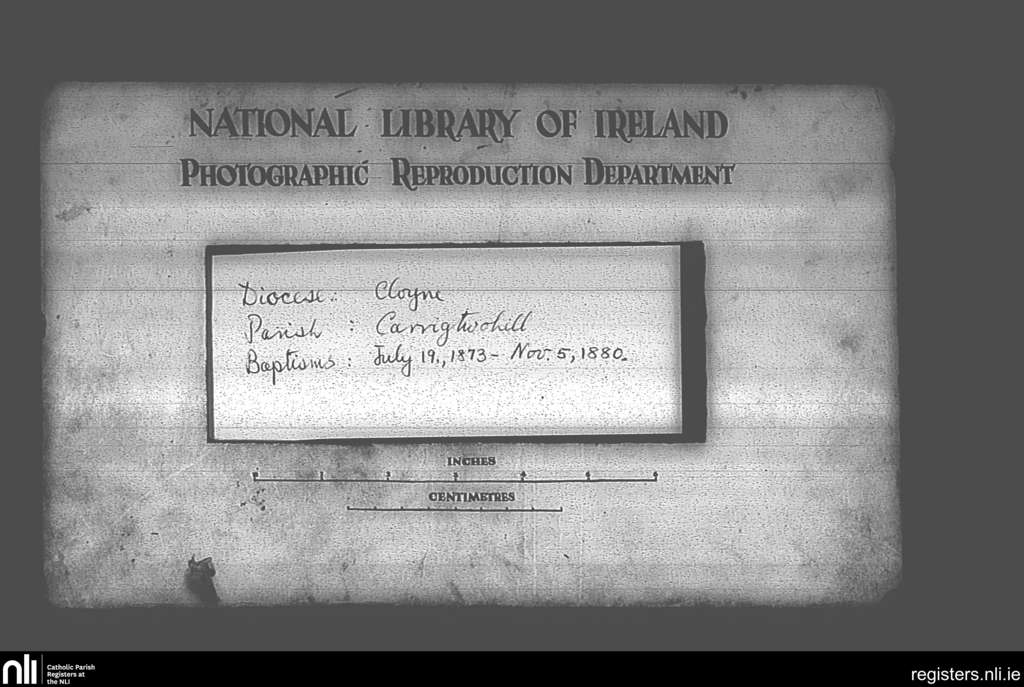 NATIONAL LIBRARY OF IRELAND
PHOTOGRAPHIC REPRODUCTION DEPARTMENT
Diocese: Cloyne
Parish : Carrigtwohill
Baptisms : July 19., 1873 - Nov. 5, 1880.
INCHES
CENTIMETRES
nli Catholic Parish
Registers at
the NLI
registers.nli.ie